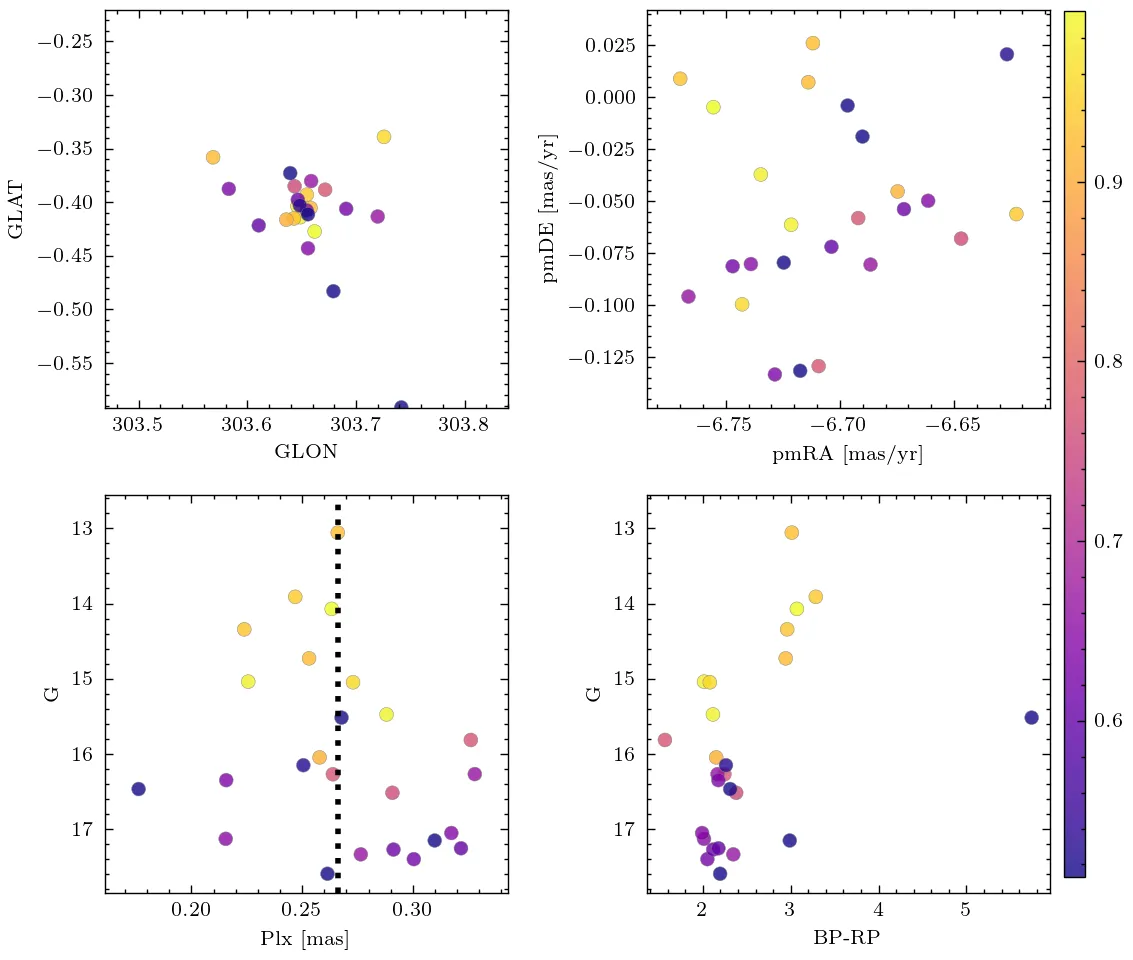 −0.25
−0.30
−0.35
−0.40
−0.45
−0.50
−0.55
GLAT
303.5 303.6 303.7 303.8
GLON
0.025
0.000
−0.025
−0.050
−0.075
−0.100
−0.125
pmDE [mas/yr]
−6.75 −6.70 −6.65
pmRA [mas/yr]
0.9
0.8
0.7
0.6
13
14
15
16
17
G
0.20 0.25 0.30
Plx [mas]
13
14
15
16
17
G
2 3 4 5
BP-RP